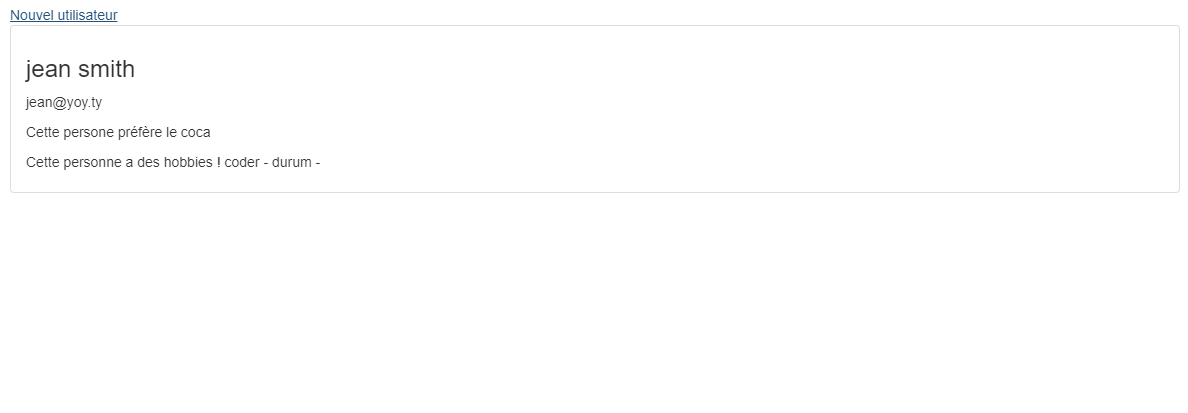 Nouvel utilisateur
jean smith
jean@yoy.ty
Cette persone préfère le coca
Cette personne a des hobbies ! coder - durum -